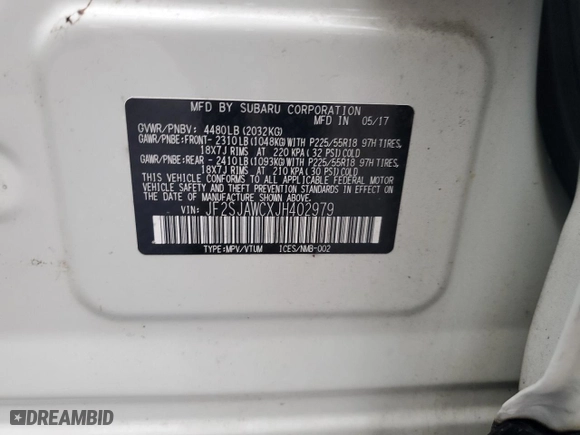 MFD BY SUBARU CORPORATION
MFD IN 05/17
GVWR/PNBV: 4480LB(2032KG)
GAWR/PNBE:FRONT-2310LB(1048KG)WITH P225/55R18 97H TIRES,
18X7J RIMS AT 220 KPA(32 PSI)COLD
GAWR/PNBE:REAR -2410LB(1093KG)WITH P225/55R18 97H TIRES,
18X7J RIMS AT 210 KPA(30 PSI)COLD
THIS VEHICLE CONFORMS TO ALL APPLICABLE FEDERAL MOTOR
VEHICLE SAFETY, BUMPER, AND THEFT PREVENTION
STANDARDS IN EFFECT ON THE
DATE OF MANUFACTURE SHOWN ABOVE.
VIN: JF2SJAWCXJH402979
TYPE:MPV/VTUM ICES/NMB-002
DREAMBID